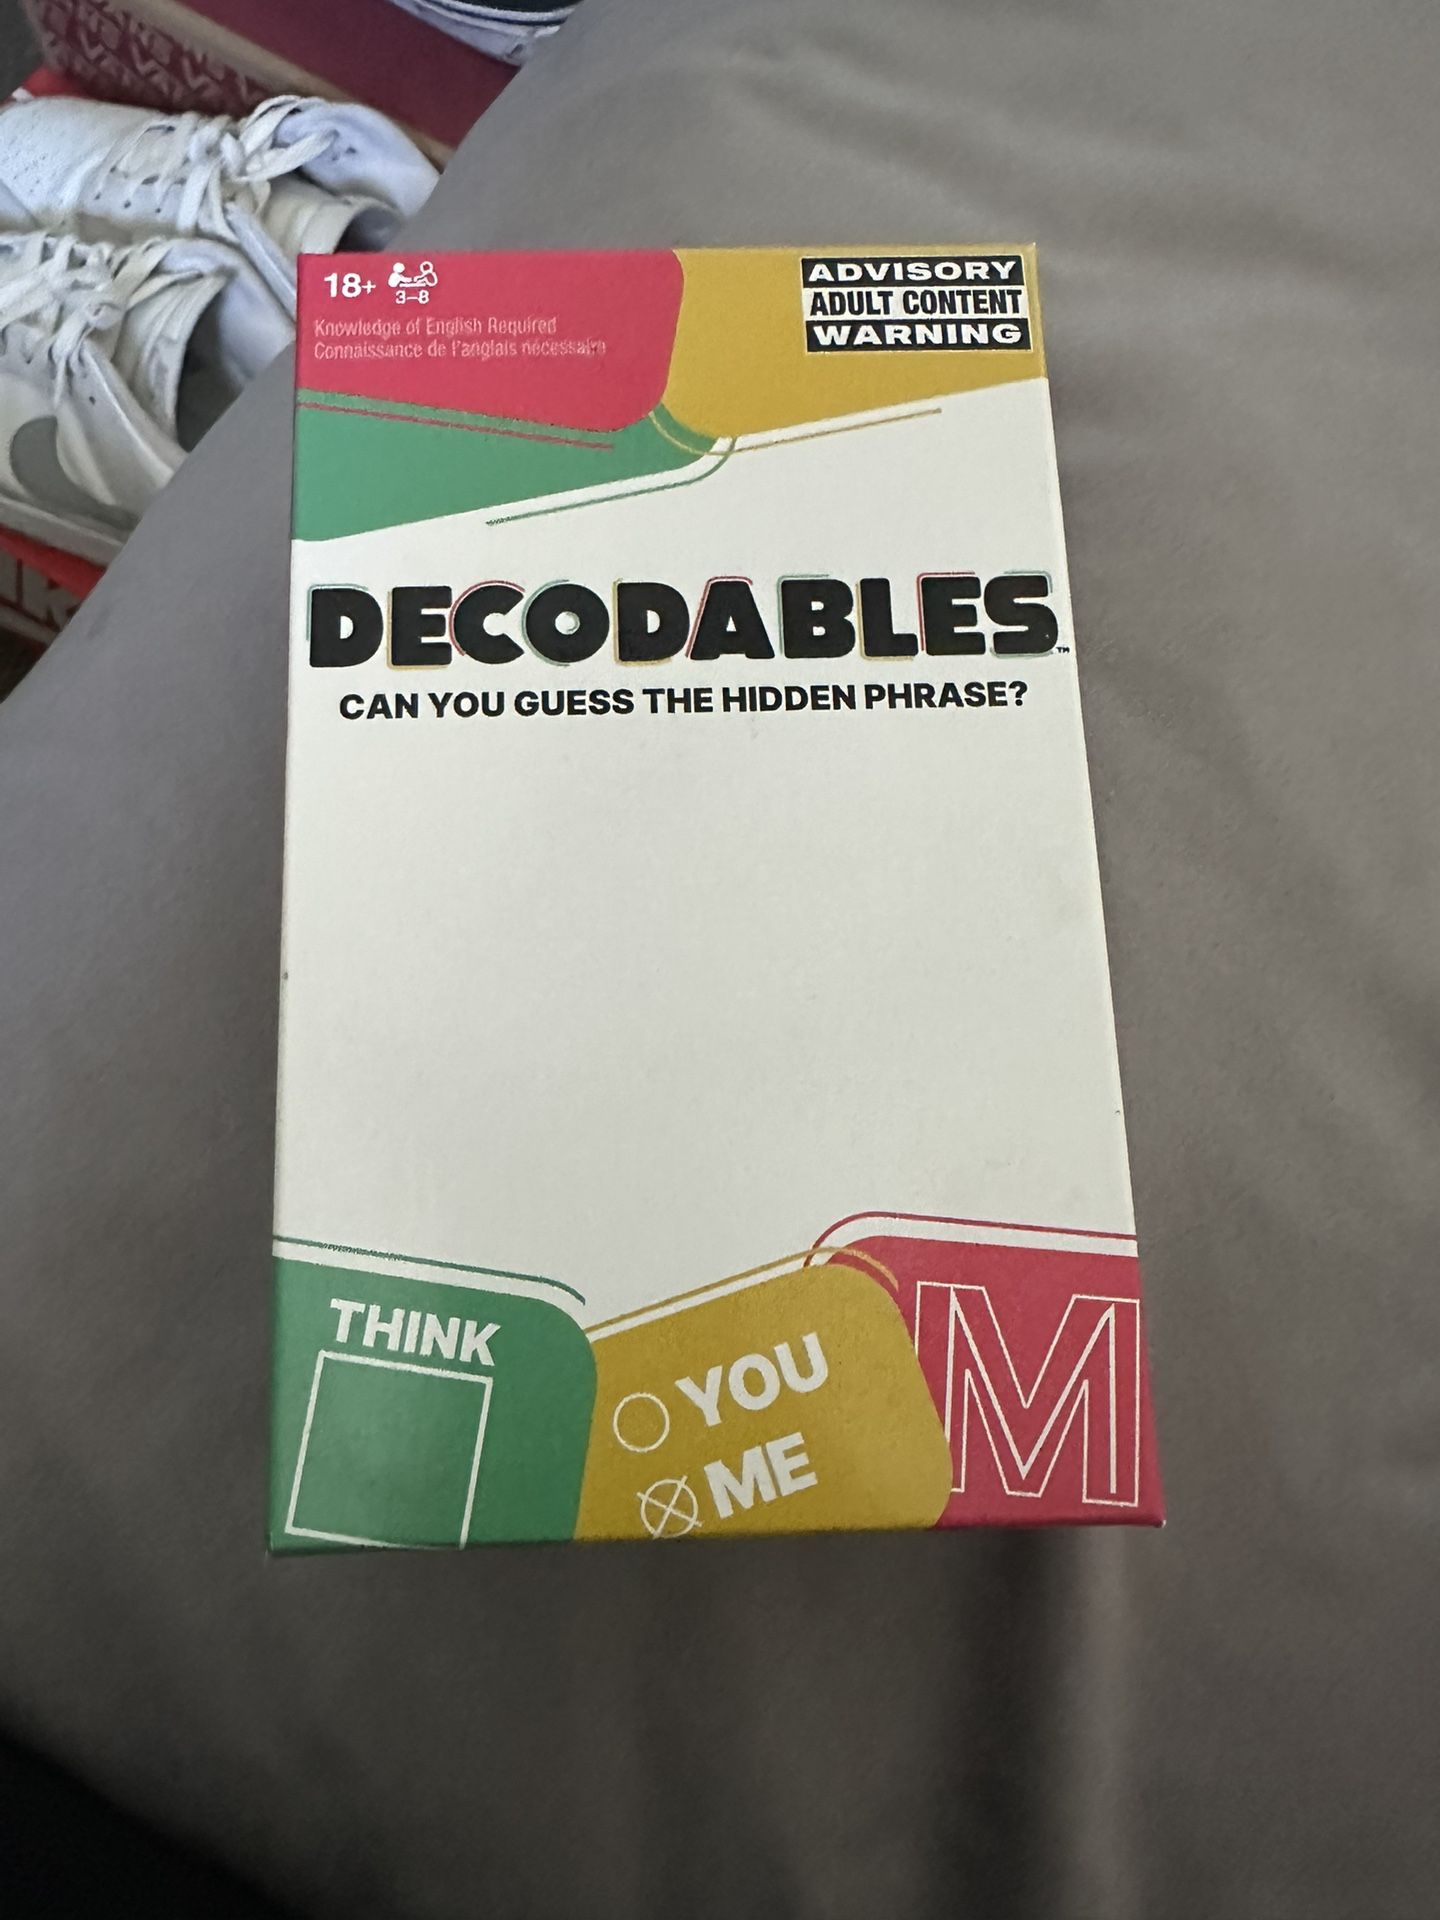 18+
3–8
Knowledge of English Required
Connaissance de l'anglais nécessaire
ADVISORY
ADULT CONTENT
WARNING
DECODABLES™
CAN YOU GUESS THE HIDDEN PHRASE?
THINK
YOU
ME
M